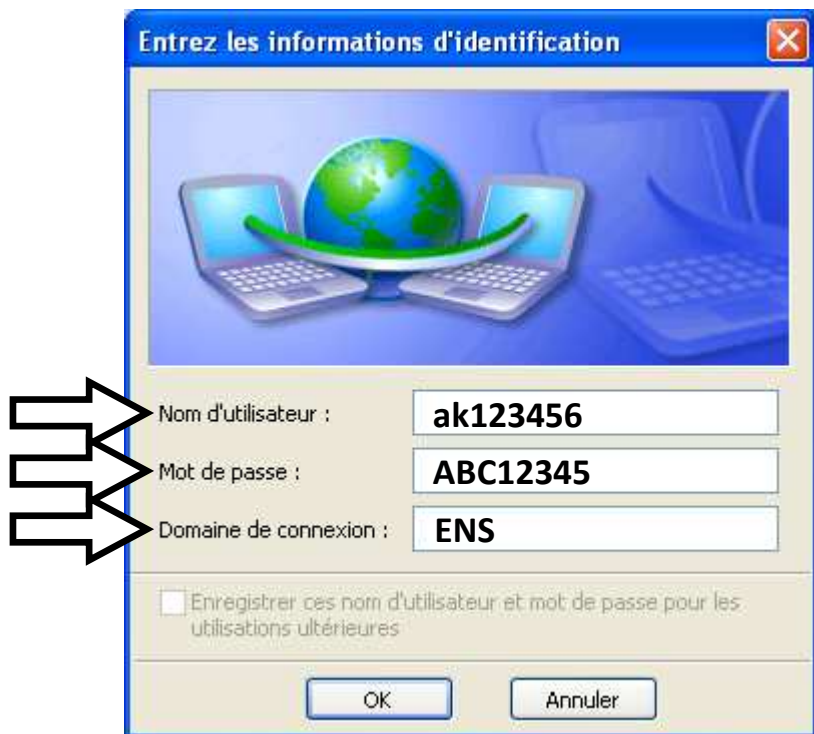 Entrez les informations d'identification
Nom d'utilisateur : ak123456
Mot de passe : ABC12345
Domaine de connexion : ENS
Enregistrer ces nom d'utilisateur et mot de passe pour les
utilisations ultérieures
OK Annuler